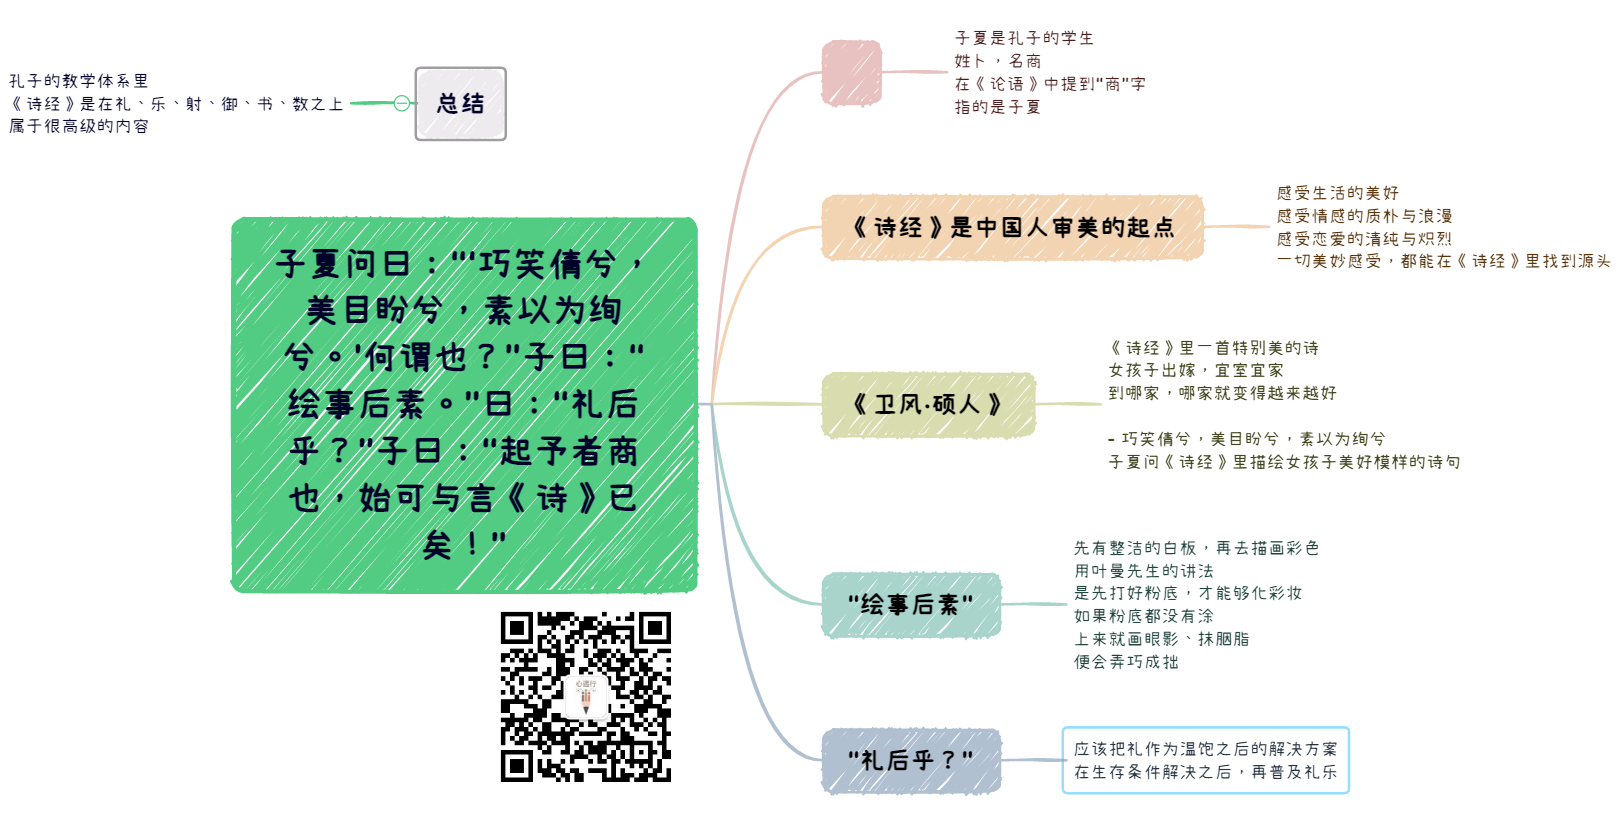 孔子的教学体系里
《诗经》是在礼、乐、射、御、书、数之上
属于很高级的内容
总结
子夏问曰："'巧笑倩兮，
美目盼兮，素以为绚
兮。'何谓也？"子曰："
绘事后素。"曰："礼后
乎？"子曰："起予者商
也，始可与言《诗》已
矣！"
心道行
子夏是孔子的学生
姓卜，名商
在《论语》中提到"商"字
指的是子夏
《诗经》是中国人审美的起点
感受生活的美好
感受情感的质朴与浪漫
感受恋爱的清纯与炽烈
一切美妙感受，都能在《诗经》里找到源头
《卫风·硕人》
《诗经》里一首特别美的诗
女孩子出嫁，宜室宜家
到哪家，哪家就变得越来越好
- 巧笑倩兮，美目盼兮，素以为绚兮
子夏问《诗经》里描绘女孩子美好模样的诗句
"绘事后素"
先有整洁的白板，再去描画彩色
用叶曼先生的讲法
是先打好粉底，才能够化彩妆
如果粉底都没有涂
上来就画眼影、抹胭脂
便会弄巧成拙
"礼后乎？"
应该把礼作为温饱之后的解决方案
在生存条件解决之后，再普及礼乐